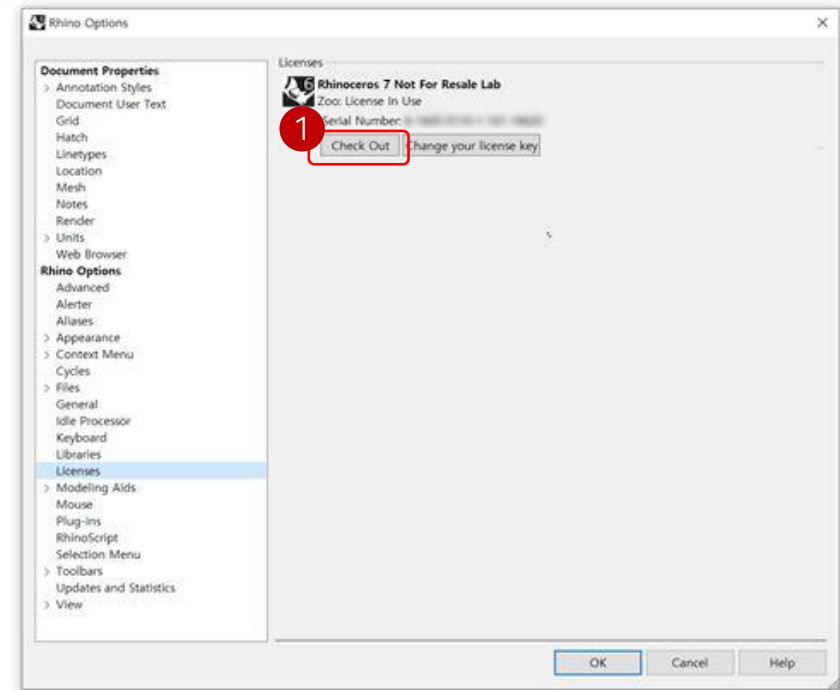 Rhino Options
Document Properties
> Annotation Styles
Document User Text
Grid
Hatch
Linetypes
Location
Mesh
Notes
Render
> Units
Web Browser
Rhino Options
Advanced
Alerter
Aliases
> Appearance
> Context Menu
Cycles
> Files
General
Idle Processor
Keyboard
Libraries
Licenses
> Modeling Aids
Mouse
Plug-ins
RhinoScript
Selection Menu
> Toolbars
Updates and Statistics
> View
Licenses
6
Rhinoceros 7 Not For Resale Lab
Zoo: License In Use
Serial Number:
1
Check Out
Change your license key
OK
Cancel
Help